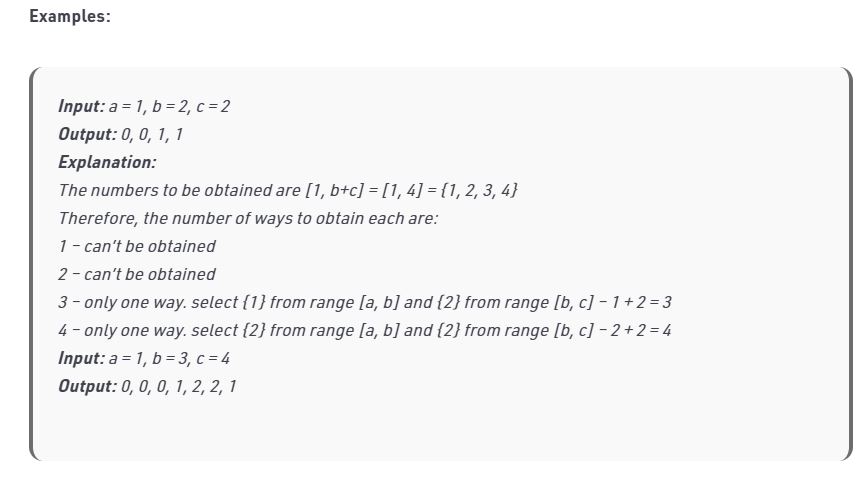 Examples:
Input: a = 1, b = 2, c = 2
Output: 0, 0, 1, 1
Explanation:
The numbers to be obtained are [1, b+c] = [1, 4] = {1, 2, 3, 4}
Therefore, the number of ways to obtain each are:
1 – can’t be obtained
2 – can’t be obtained
3 – only one way. select {1} from range [a, b] and {2} from range [b, c] – 1 + 2 = 3
4 – only one way. select {2} from range [a, b] and {2} from range [b, c] – 2 + 2 = 4
Input: a = 1, b = 3, c = 4
Output: 0, 0, 0, 1, 2, 2, 1